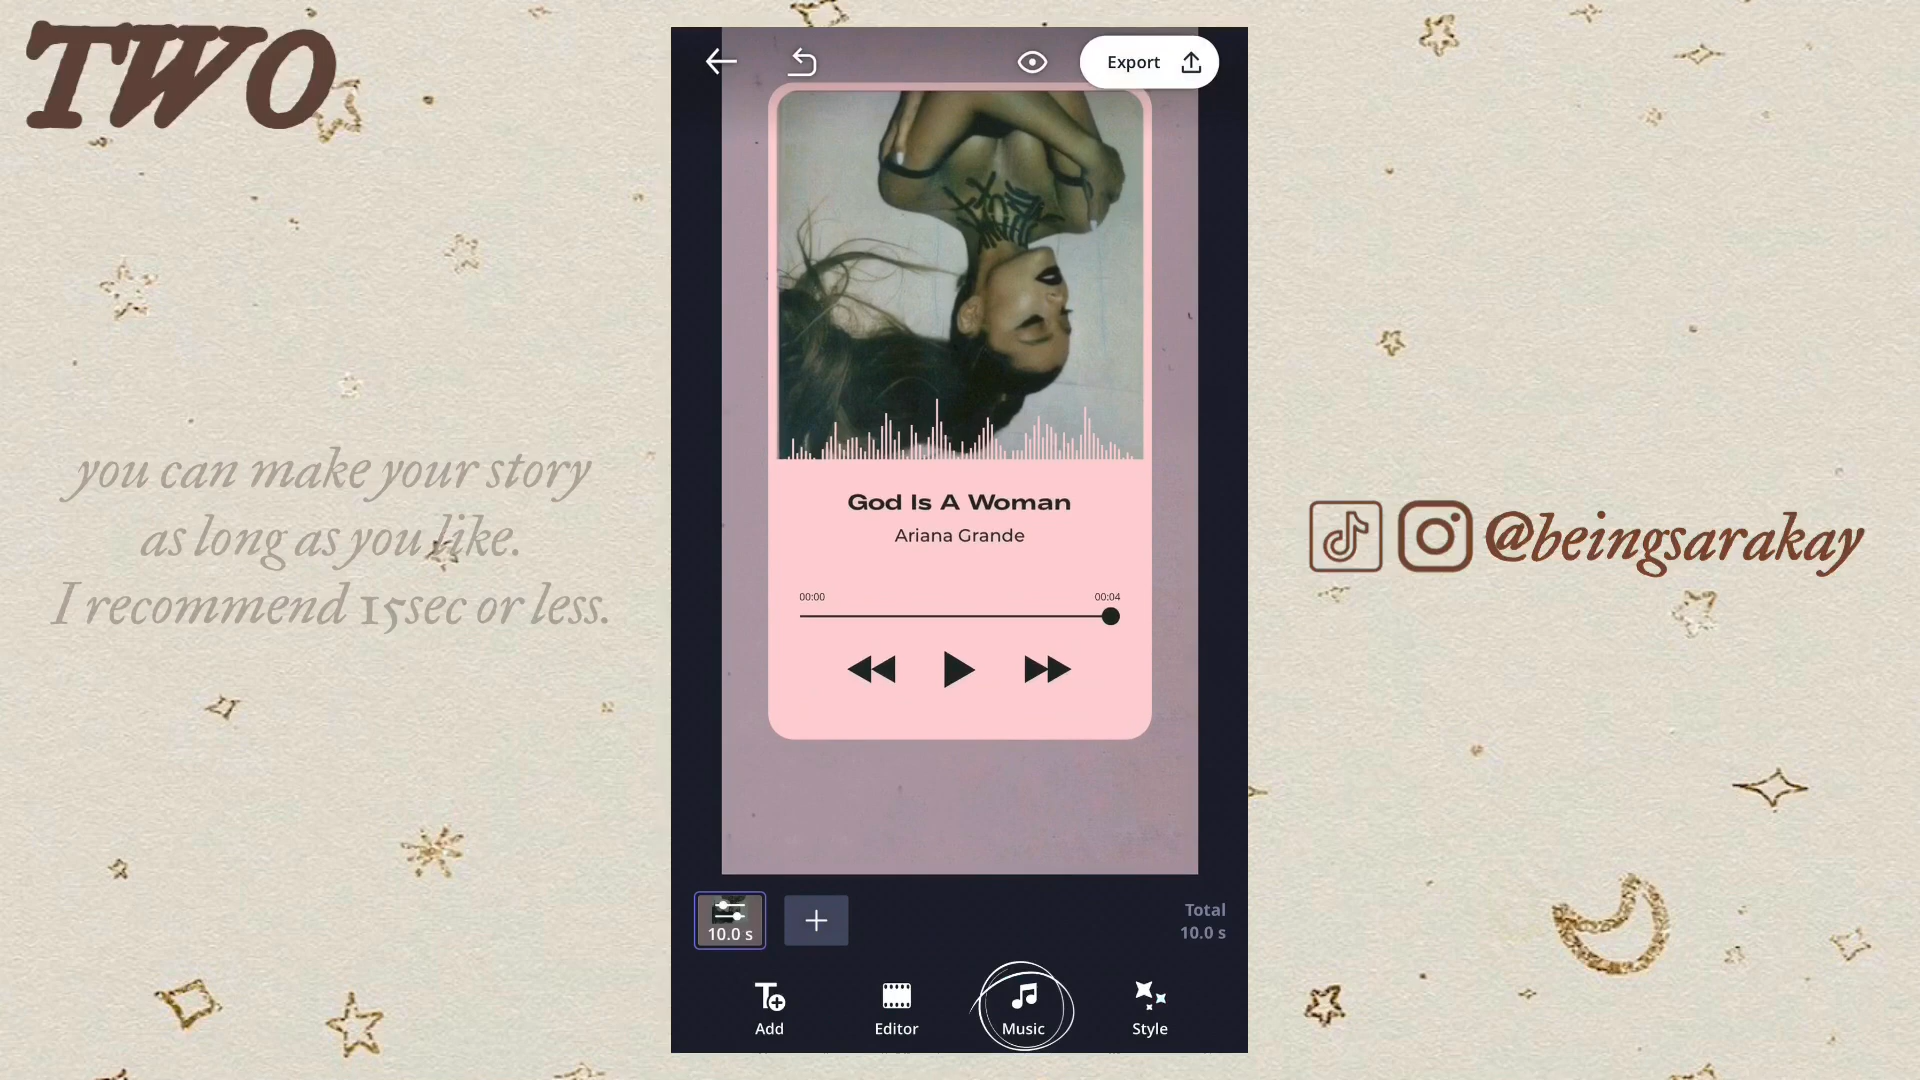 TWO
you can make your story
as long as you like.
I recommend 15sec or less.
Export
God Is A Woman
Ariana Grande
00:00
00:04
10.0 s
Total
10.0 s
Add
Editor
Music
Style
@beingsarakay